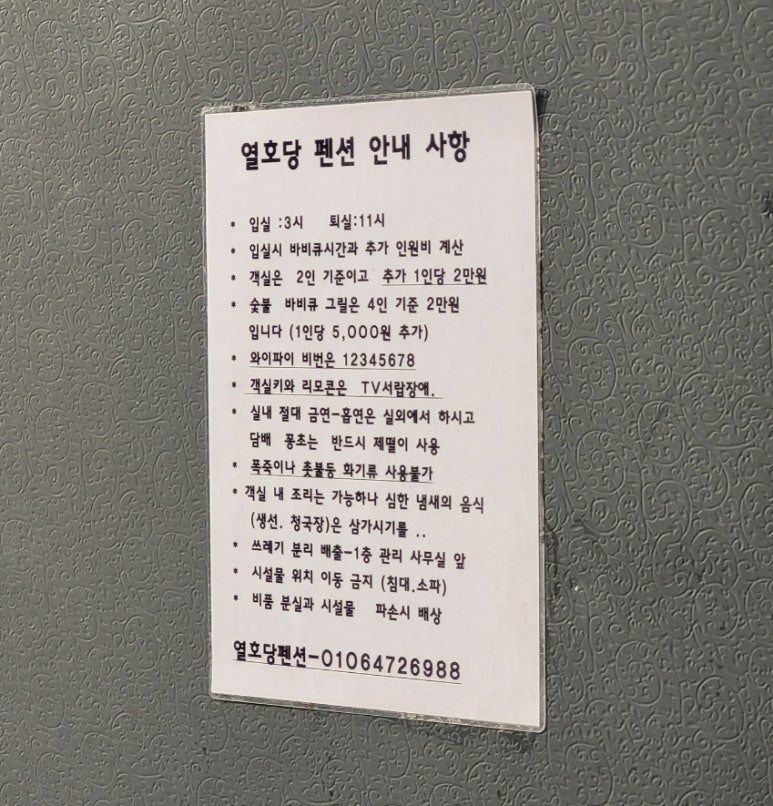 열호당 펜션 안내 사항
* 입실 :3시 퇴실:11시
* 입실시 바비큐시간과 추가 인원비 계산
* 객실은 2인 기준이고 추가 1인당 2만원
* 숯불 바비큐 그릴은 4인 기준 2만원
입니다 (1인당 5,000원 추가)
* 와이파이 비번은 12345678
* 객실키와 리모콘은 TV서랍장애.
* 실내 절대 금연-흡연은 실외에서 하시고
담배 꽁초는 반드시 제떨이 사용
* 폭죽이나 촛불등 화기류 사용불가
* 객실 내 조리는 가능하나 심한 냄새의 음식
(생선. 청국장)은 삼가시기를 ..
* 쓰레기 분리 배출-1층 관리 사무실 앞
* 시설물 위치 이동 금지 (침대.소파)
* 비품 분실과 시설물 파손시 배상
열호당펜션-01064726988